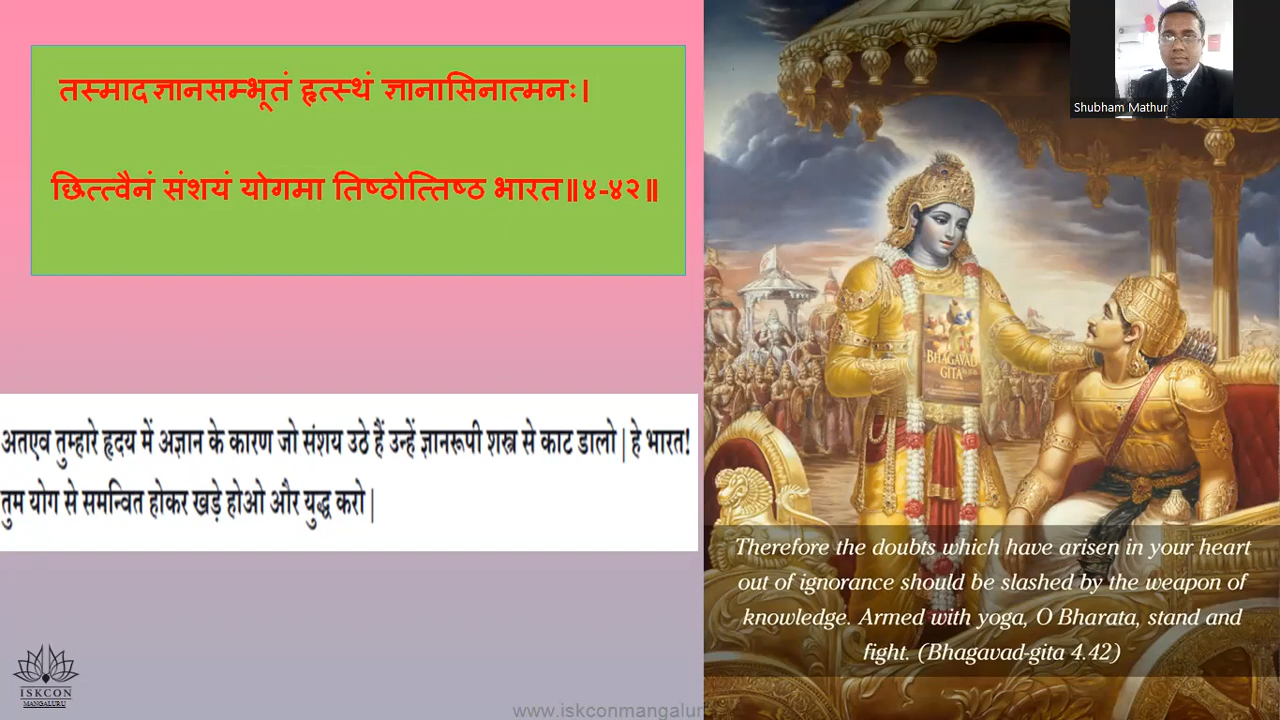 तस्मादज्ञानसम्भूतं हृत्स्थं ज्ञानासिनात्मनः।
छित्त्वैनं संशयं योगमा तिष्ठोत्तिष्ठ भारत॥४-४२॥
अतएव तुम्हारे हृदय में अज्ञान के कारण जो संशय उठे हैं उन्हें ज्ञानरूपी शस्त्र से काट डालो | हे भारत!
तुम योग से समन्वित होकर खड़े होओ और युद्ध करो |
ISKCON
MANGALURU
Shubham Mathur
BHAGAVAD
GITA
Therefore the doubts which have arisen in your heart
out of ignorance should be slashed by the weapon of
knowledge. Armed with yoga, O Bharata, stand and
fight. (Bhagavad-gita 4.42)